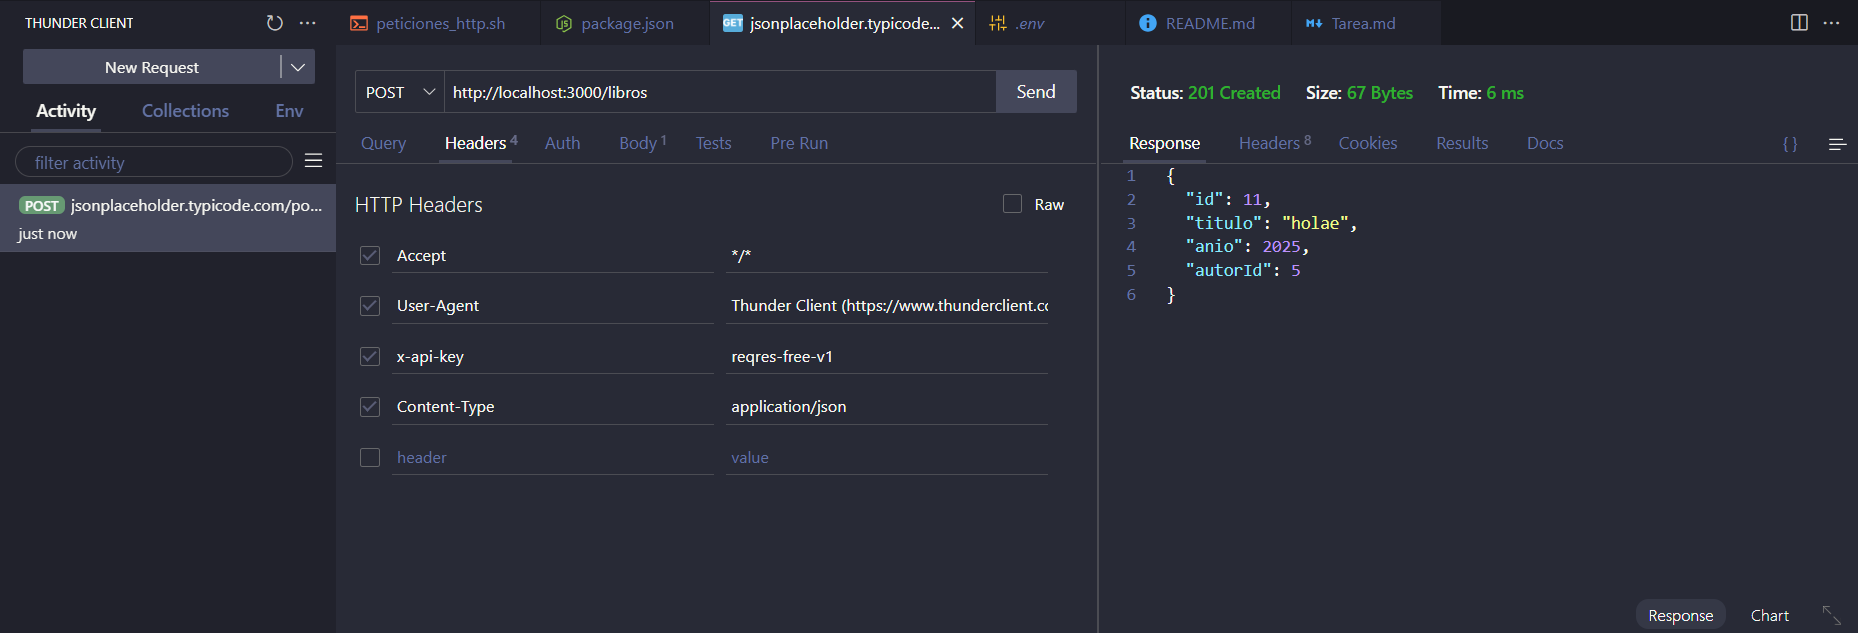 THUNDER CLIENT
New Request
Activity Collections Env
filter activity
POST jsonplaceholder.typicode.com/po...
just now
peticiones_http.sh
package.json
GET jsonplaceholder.typicode...
.env
README.md
Tarea.md
POST http://localhost:3000/libros Send
Query Headers 4 Auth Body 1 Tests Pre Run
HTTP Headers Raw
Accept */*
User-Agent Thunder Client (https://www.thunderclient.co
x-api-key reqres-free-v1
Content-Type application/json
header value
Status: 201 Created Size: 67 Bytes Time: 6 ms
Response Headers 8 Cookies Results Docs { }
1 {
2 "id": 11,
3 "titulo": "holae",
4 "anio": 2025,
5 "autorId": 5
6 }
Response Chart